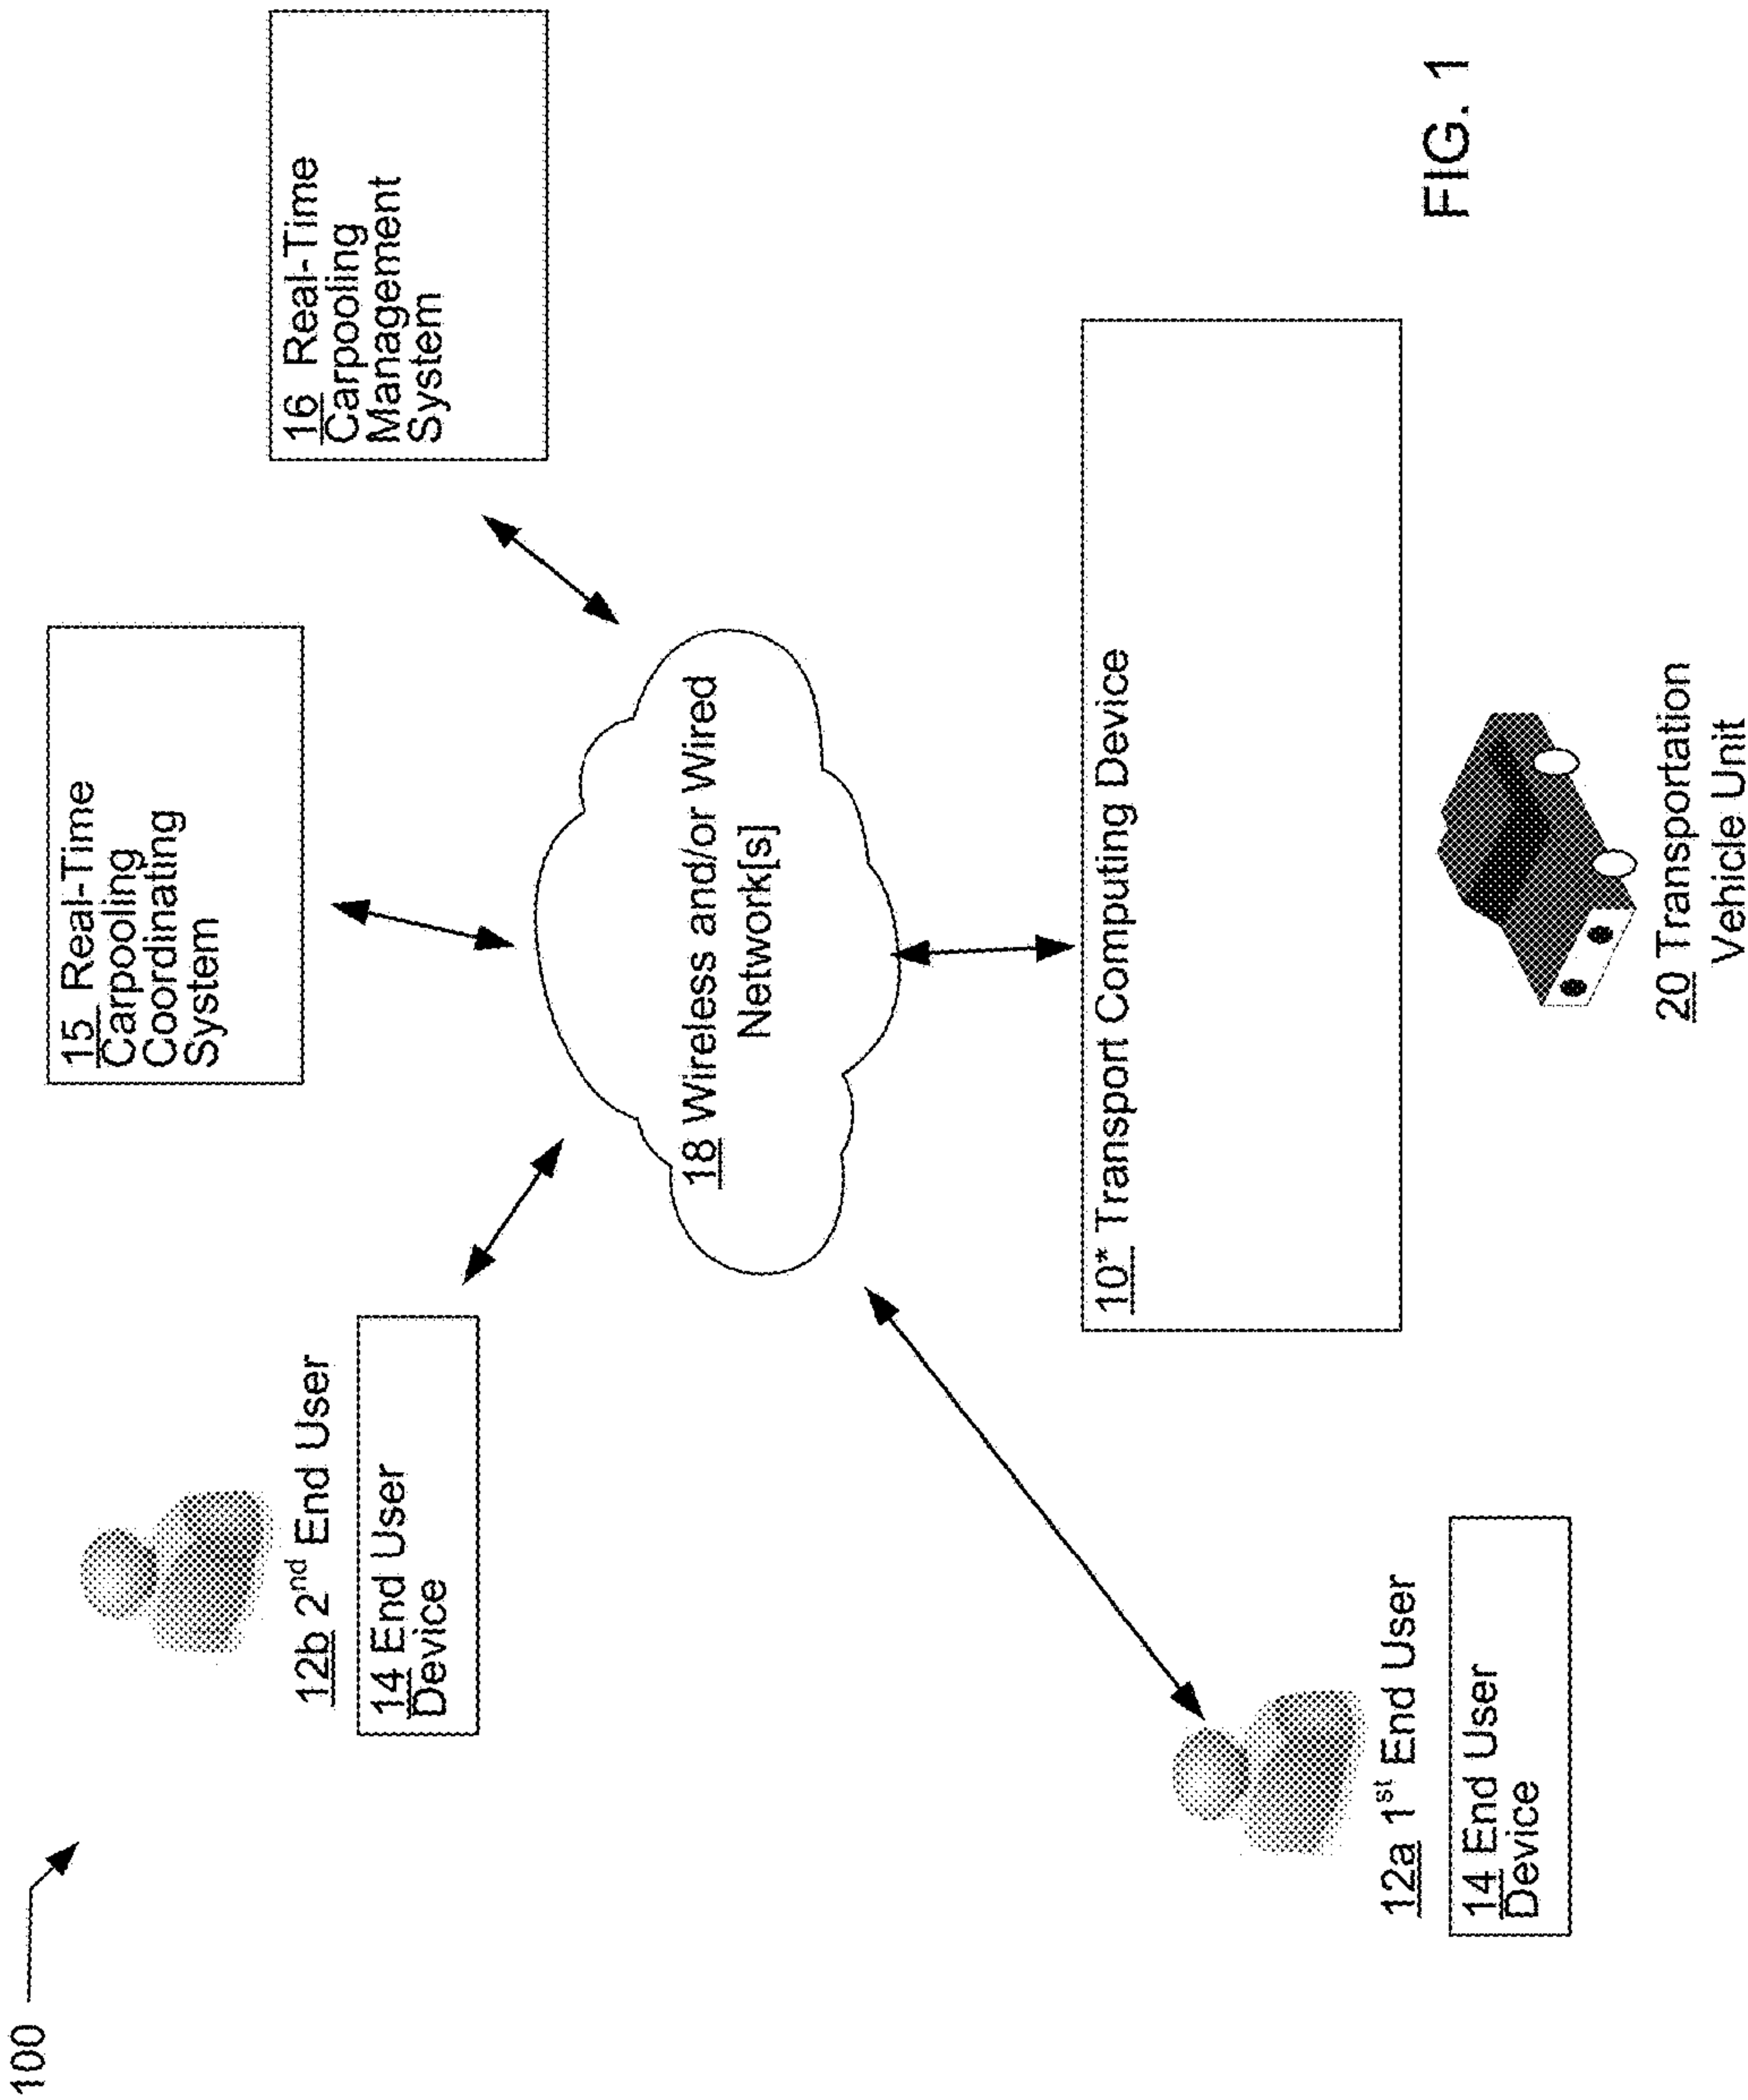 100
12b 2nd End User
14 End User
Device
15 Real-Time
Carpooling
Coordinating
System
16 Real-Time
Carpooling
Management
System
18 Wireless and/or Wired
Network[s]
12a 1st End User
14 End User
Device
10* Transport Computing Device
20 Transportation
Vehicle Unit
FIG. 1